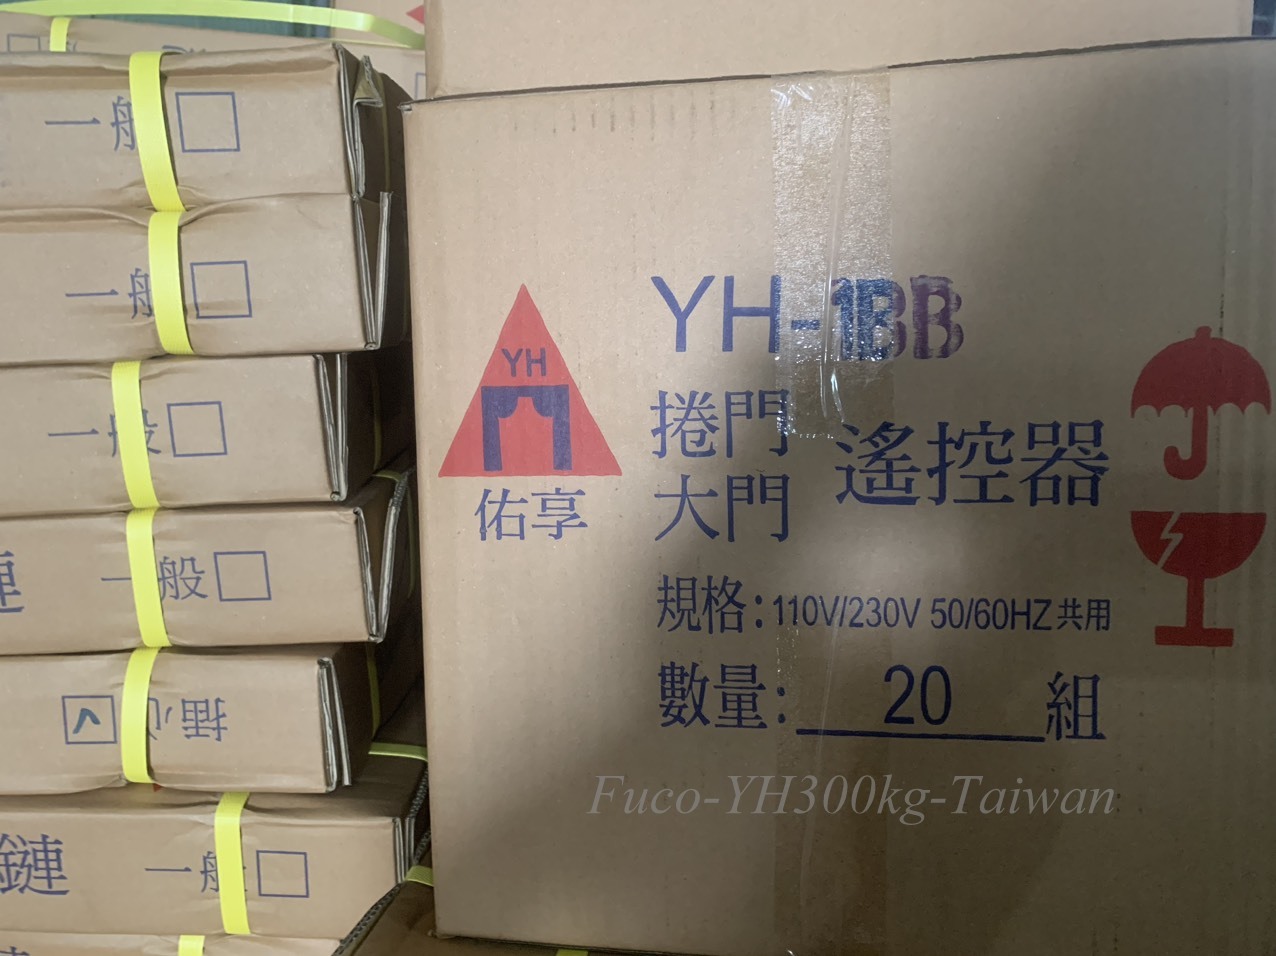 一般
一般
一般
一般
鏈 一般
YH
佑享
YH-1BB
捲門
大門
遙控器
規格:110V/230V 50/60HZ共用
數量: 20 組
Fuco-YH300kg-Taiwan